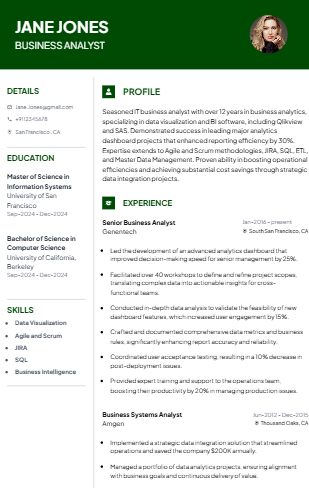 JANE JONES
BUSINESS ANALYST
DETAILS
Jane.Jones@gmail.com
+9112345678
San Francisco, CA
EDUCATION
Master of Science in
Information Systems
University of San
Francisco
Sep-2024 - Dec-2024
Bachelor of Science in
Computer Science
University of California,
Berkeley
Sep-2024 - Dec-2024
SKILLS
Data Visualization
Agile and Scrum
JIRA
SQL
Business Intelligence
PROFILE
Seasoned IT business analyst with over 12 years in business analytics,
specializing in data visualization and BI software, including Qlikview
and SAS. Demonstrated success in leading major analytics
dashboard projects that enhanced reporting efficiency by 30%.
Expertise extends to Agile and Scrum methodologies, JIRA, SQL, ETL,
and Master Data Management. Proven ability in boosting operational
efficiencies and achieving substantial cost savings through strategic
data integration projects.
EXPERIENCE
Senior Business Analyst
Jan-2016 - present
Genentech
South San Francisco, CA
Led the development of an advanced analytics dashboard that
improved decision-making speed for senior management by 25%.
Facilitated over 40 workshops to define and refine project scopes,
translating complex data into actionable insights for cross-
functional teams.
Conducted in-depth data analysis to validate the feasibility of new
dashboard features, which increased user engagement by 15%.
Crafted and documented comprehensive data metrics and business
rules, significantly enhancing report accuracy and reliability.
Coordinated user acceptance testing, resulting in a 10% decrease in
post-deployment issues.
Provided expert training and support to the operations team,
boosting their productivity by 20% in managing production issues.
Business Systems Analyst
Jun-2012 - Dec-2015
Amgen
Thousand Oaks, CA
Implemented a strategic data integration solution that streamlined
operations and saved the company $200K annually.
Managed a portfolio of data analytics projects, ensuring alignment
with business goals and continuous delivery of value.